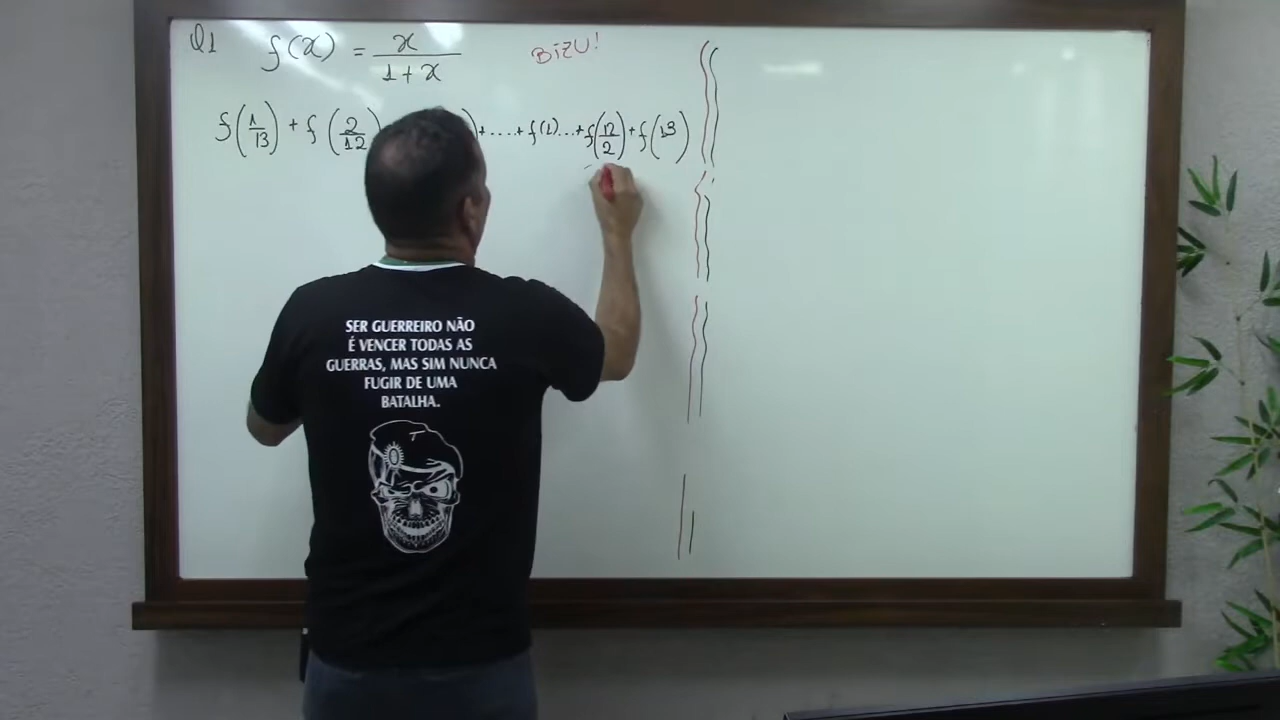 Q1 f(x) = x/(1+x) BIZU!
f(1/13) + f(2/12) ) + .... + f(1) ... + f(12/2) + f(13)
SER GUERREIRO NÃO
É VENCER TODAS AS
GUERRAS, MAS SIM NUNCA
FUGIR DE UMA
BATALHA.